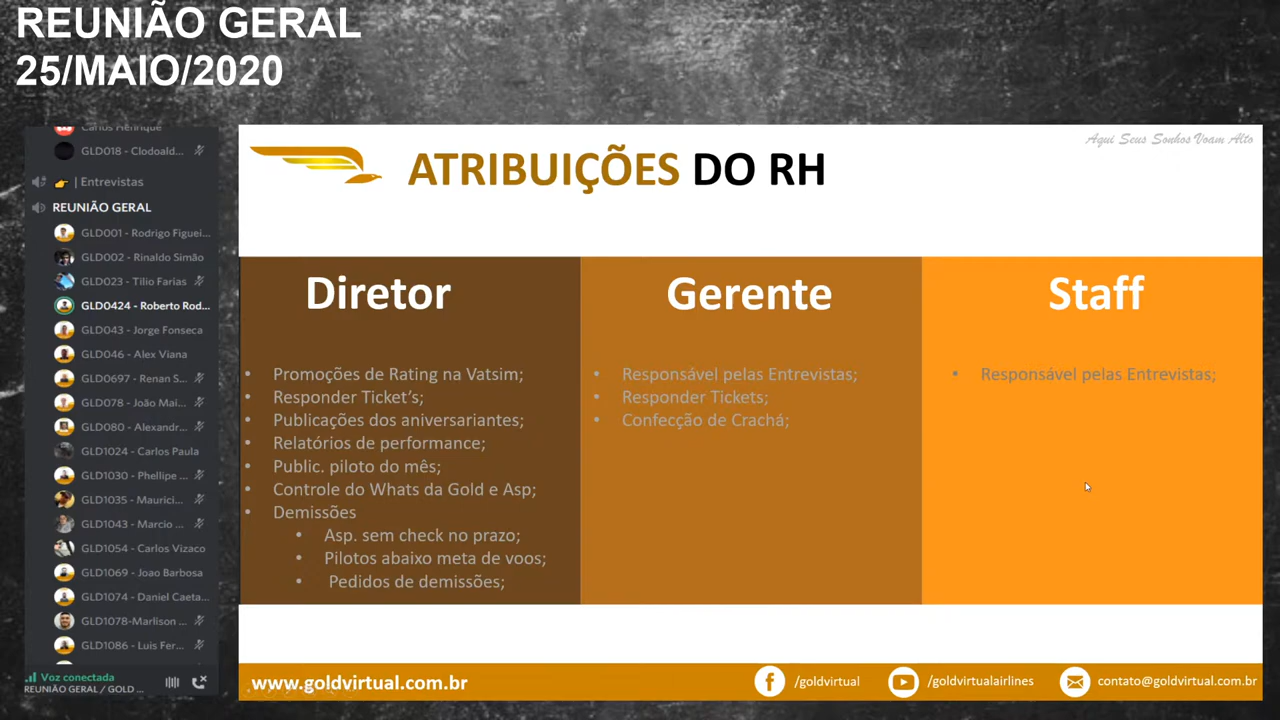 REUNIÃO GERAL
25/MAIO/2020
Carlos Henrique
GLD018 - Clodoald...
| Entrevistas
REUNIÃO GERAL
GLD001 - Rodrigo Figuei...
GLD002 - Rinaldo Simão
GLD023 - Tilio Farias
GLD0424 - Roberto Rod...
GLD043 - Jorge Fonseca
GLD046 - Alex Viana
GLD0697 - Renan S...
GLD078 - João Mai...
GLD080 - Alexandr...
GLD1024 - Carlos Paula
GLD1030 - Phellipe ...
GLD1035 - Maurici...
GLD1043 - Marcio ...
GLD1054 - Carlos Vizaco
GLD1069 - Joao Barbosa
GLD1074 - Daniel Caeta...
GLD1078-Marlison ...
GLD1086 - Luis Fer...
Voz conectada
REUNIÃO GERAL / GOLD ...
Aqui Seus Sonhos Voam Alto
ATRIBUIÇÕES DO RH
Diretor
• Promoções de Rating na Vatsim;
• Responder Ticket's;
• Publicações dos aniversariantes;
• Relatórios de performance;
• Public. piloto do mês;
• Controle do Whats da Gold e Asp;
• Demissões
• Asp. sem check no prazo;
• Pilotos abaixo meta de voos;
• Pedidos de demissões;
Gerente
• Responsável pelas Entrevistas;
• Responder Tickets;
• Confecção de Crachá;
Staff
• Responsável pelas Entrevistas;
www.goldvirtual.com.br
/goldvirtual
/goldvirtualairlines
contato@goldvirtual.com.br